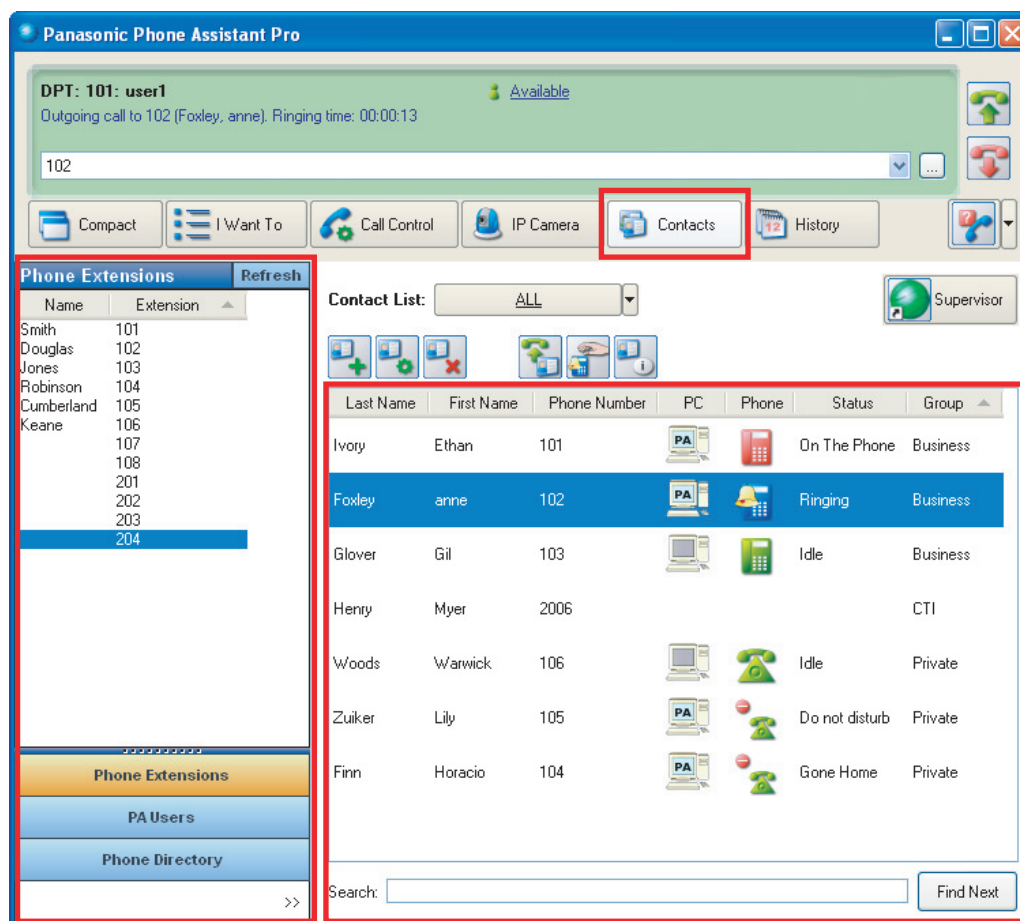 Panasonic Phone Assistant Pro
DPT: 101: user1 Available
Outgoing call to 102 (Foxley, anne). Ringing time: 00:00:13
102 ...
Compact I Want To Call Control IP Camera Contacts 12 History
Phone Extensions Refresh
Name Extension
Smith 101
Douglas 102
Jones 103
Robinson 104
Cumberland 105
Keane 106
107
108
201
202
203
204
Phone Extensions
PA Users
Phone Directory
>>
Contact List: ALL Supervisor
Last Name First Name Phone Number PC Phone Status Group
Ivory Ethan 101 PA On The Phone Business
Foxley anne 102 PA Ringing Business
Glover Gil 103 Idle Business
Henry Myer 2006 CTI
Woods Warwick 106 Idle Private
Zuiker Lily 105 PA Do not disturb Private
Finn Horacio 104 PA Gone Home Private
Search: Find Next